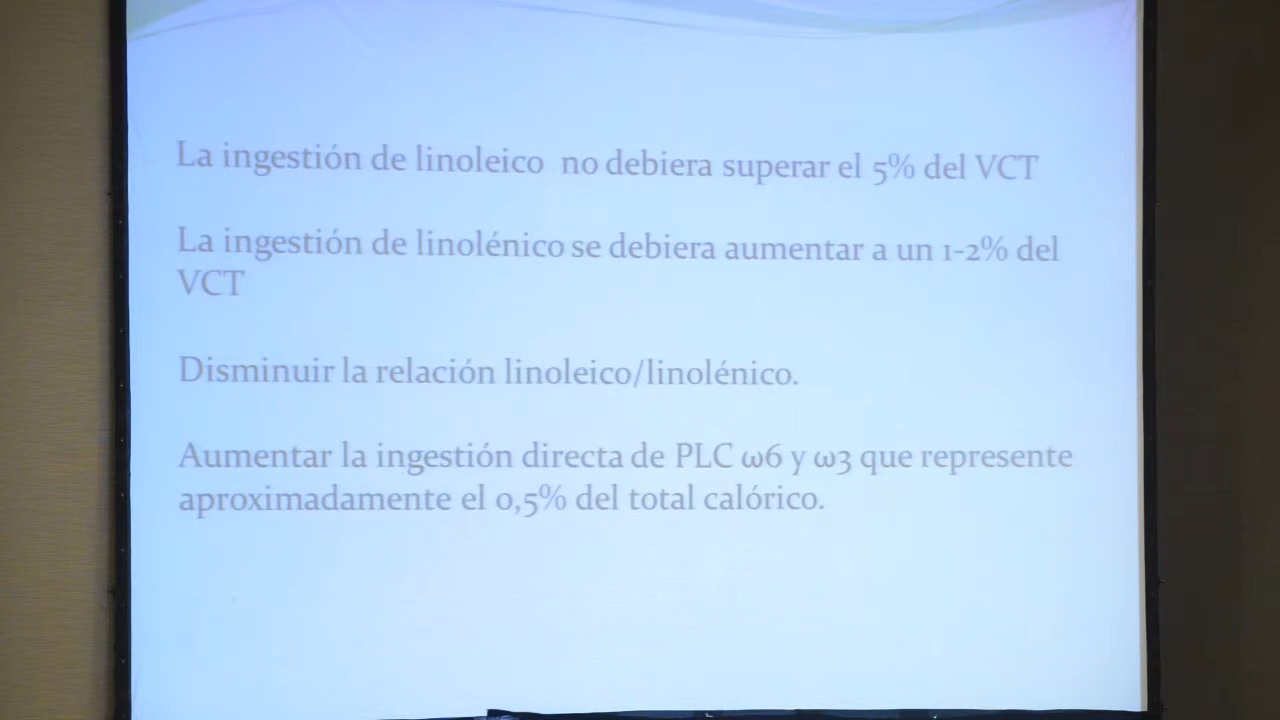 La ingestión de linoleico no debiera superar el 5% del VCT
La ingestión de linolénico se debiera aumentar a un 1-2% del
VCT
Disminuir la relación linoleico/linolénico.
Aumentar la ingestión directa de PLC ω6 y ω3 que represente
aproximadamente el 0,5% del total calórico.